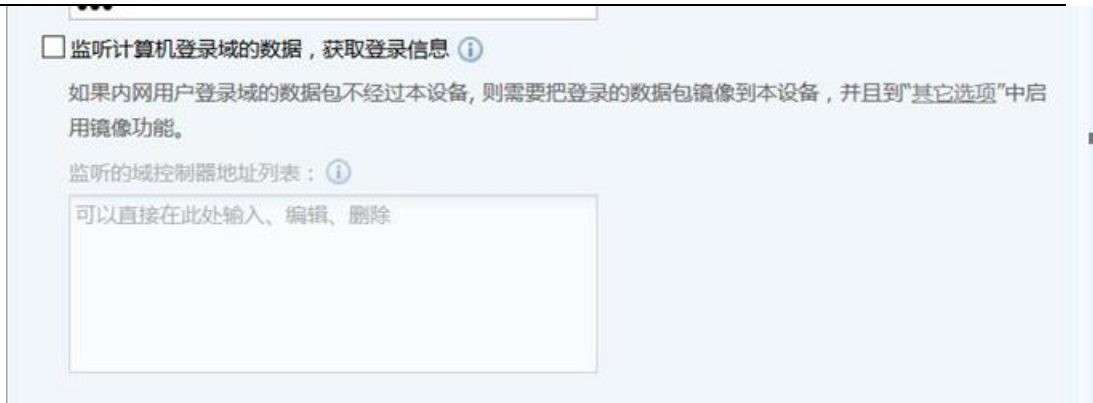 监听计算机登录域的数据，获取登录信息
如果内网用户登录域的数据包不经过本设备, 则需要把登录的数据包镜像到本设备，并且到"其它选项"中启
用镜像功能。
监听的域控制器地址列表：
可以直接在此处输入、编辑、删除